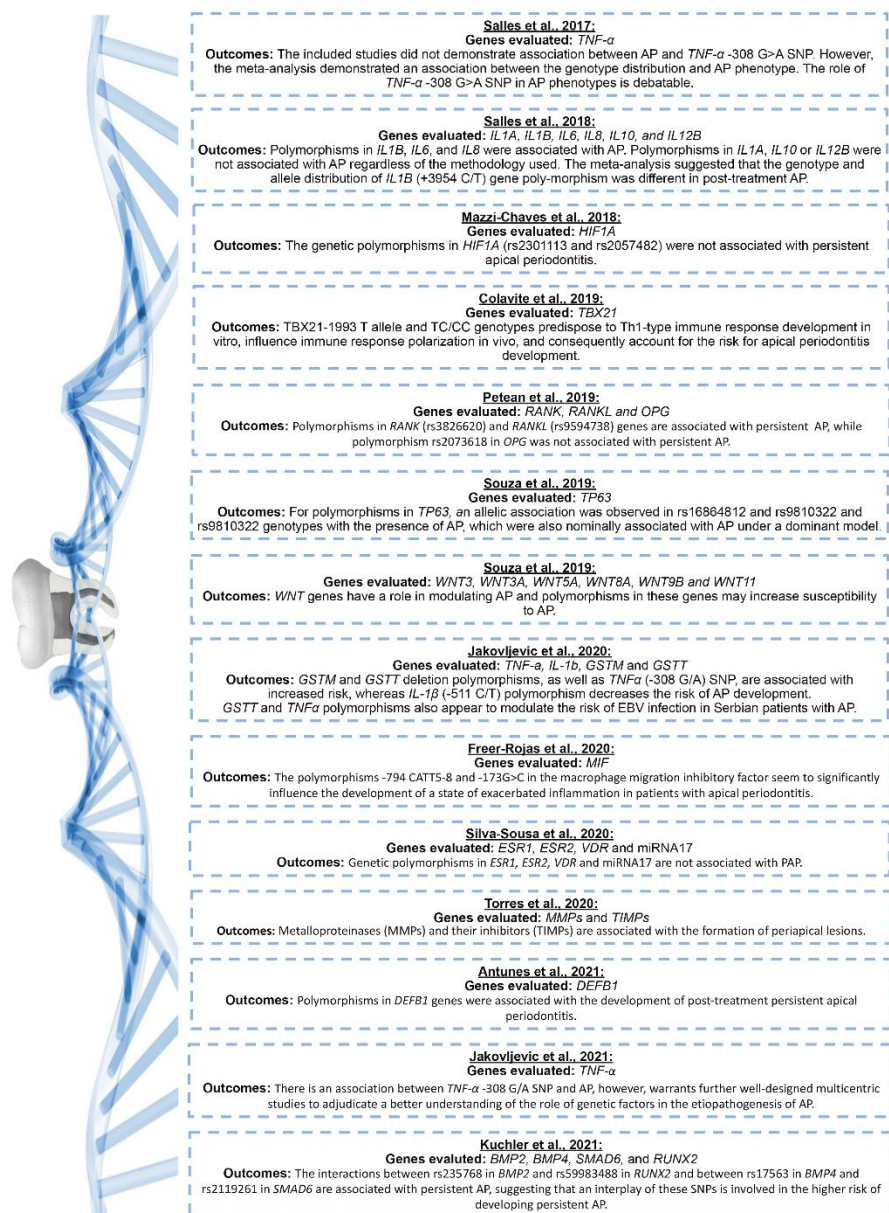 Salles et al., 2017:
Genes evaluated: TNF-α
Outcomes: The included studies did not demonstrate association between AP and TNF-α -308 G>A SNP. However,
the meta-analysis demonstrated an association between the genotype distribution and AP phenotype. The role of
TNF-α -308 G>A SNP in AP phenotypes is debatable.
Salles et al., 2018:
Genes evaluated: IL1A, IL1B, IL6, IL8, IL10, and IL12B
Outcomes: Polymorphisms in IL1B, IL6, and IL8 were associated with AP. Polymorphisms in IL1A, IL10 or IL12B were
not associated with AP regardless of the methodology used. The meta-analysis suggested that the genotype and
allele distribution of IL1B (+3954 C/T) gene poly-morphism was different in post-treatment AP.
Mazzi-Chaves et al., 2018:
Genes evaluated: HIF1A
Outcomes: The genetic polymorphisms in HIF1A (rs2301113 and rs2057482) were not associated with persistent
apical periodontitis.
Colavite et al., 2019:
Genes evaluated: TBX21
Outcomes: TBX21-1993 T allele and TC/CC genotypes predispose to Th1-type immune response development in
vitro, influence immune response polarization in vivo, and consequently account for the risk for apical periodontitis
development.
Petean et al., 2019:
Genes evaluated: RANK, RANKL and OPG
Outcomes: Polymorphisms in RANK (rs3826620) and RANKL (rs9594738) genes are associated with persistent AP, while
polymorphism rs2073618 in OPG was not associated with persistent AP.
Souza et al., 2019:
Genes evaluated: TP63
Outcomes: For polymorphisms in TP63, an allelic association was observed in rs16864812 and rs9810322 and
rs9810322 genotypes with the presence of AP, which were also nominally associated with AP under a dominant model.
Souza et al., 2019:
Genes evaluated: WNT3, WNT3A, WNT5A, WNT8A, WNT9B and WNT11
Outcomes: WNT genes have a role in modulating AP and polymorphisms in these genes may increase susceptibility
to AP.
Jakovljevic et al., 2020:
Genes evaluated: TNF-a, IL-1b, GSTM and GSTT
Outcomes: GSTM and GSTT deletion polymorphisms, as well as TNFα (-308 G/A) SNP, are associated with
increased risk, whereas IL-1β (-511 C/T) polymorphism decreases the risk of AP development.
GSTT and TNFα polymorphisms also appear to modulate the risk of EBV infection in Serbian patients with AP.
Freer-Rojas et al., 2020:
Genes evaluated: MIF
Outcomes: The polymorphisms -794 CATT5-8 and -173G>C in the macrophage migration inhibitory factor seem to significantly
influence the development of a state of exacerbated inflammation in patients with apical periodontitis.
Silva-Sousa et al., 2020:
Genes evaluated: ESR1, ESR2, VDR and miRNA17
Outcomes: Genetic polymorphisms in ESR1, ESR2, VDR and miRNA17 are not associated with PAP.
Torres et al., 2020:
Genes evaluated: MMPs and TIMPs
Outcomes: Metalloproteinases (MMPs) and their inhibitors (TIMPs) are associated with the formation of periapical lesions.
Antunes et al., 2021:
Genes evaluated: DEFB1
Outcomes: Polymorphisms in DEFB1 genes were associated with the development of post-treatment persistent apical
periodontitis.
Jakovljevic et al., 2021:
Genes evaluated: TNF-α
Outcomes: There is an association between TNF-α -308 G/A SNP and AP, however, warrants further well-designed multicentric
studies to adjudicate a better understanding of the role of genetic factors in the etiopathogenesis of AP.
Kuchler et al., 2021:
Genes evaluated: BMP2, BMP4, SMAD6, and RUNX2
Outcomes: The interactions between rs235768 in BMP2 and rs59983488 in RUNX2 and between rs17563 in BMP4 and
rs2119261 in SMAD6 are associated with persistent AP, suggesting that an interplay of these SNPs is involved in the higher risk of
developing persistent AP.